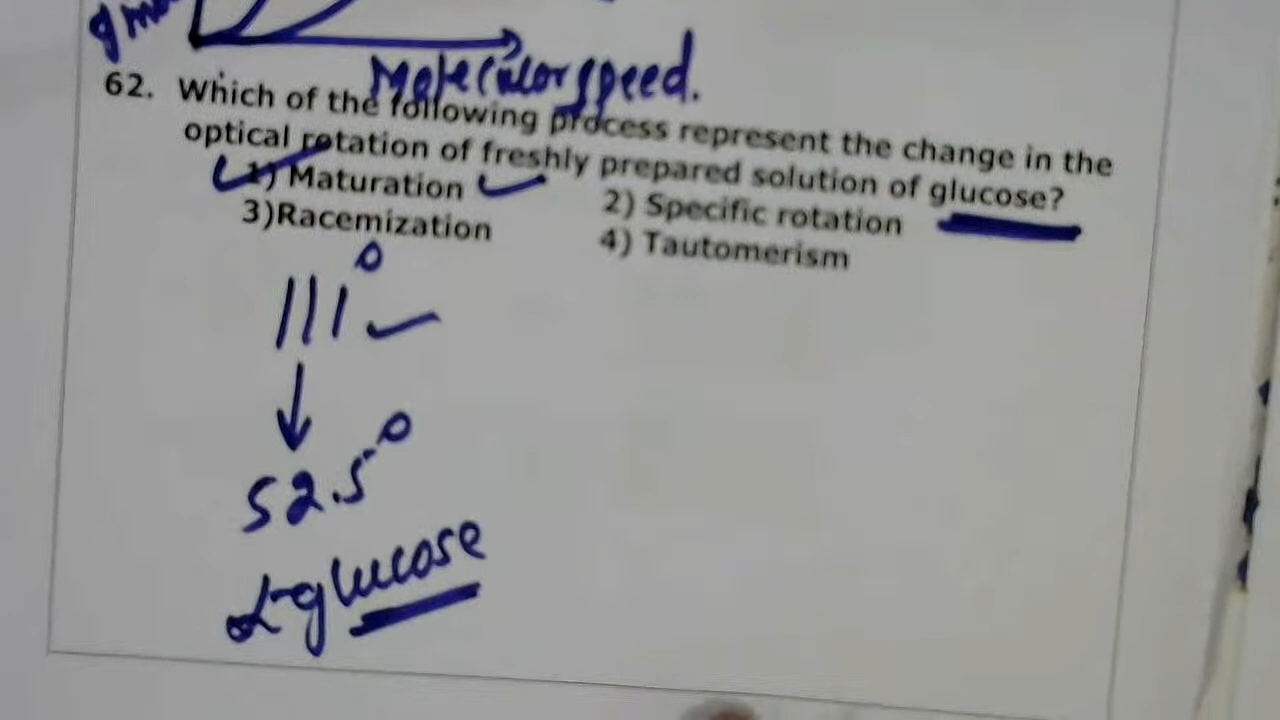 Molecular speed.
62. Which of the following process represent the change in the
optical rotation of freshly prepared solution of glucose?
1) Maturation 2) Specific rotation
3)Racemization 4) Tautomerism
111°
52.5°
α-glucose